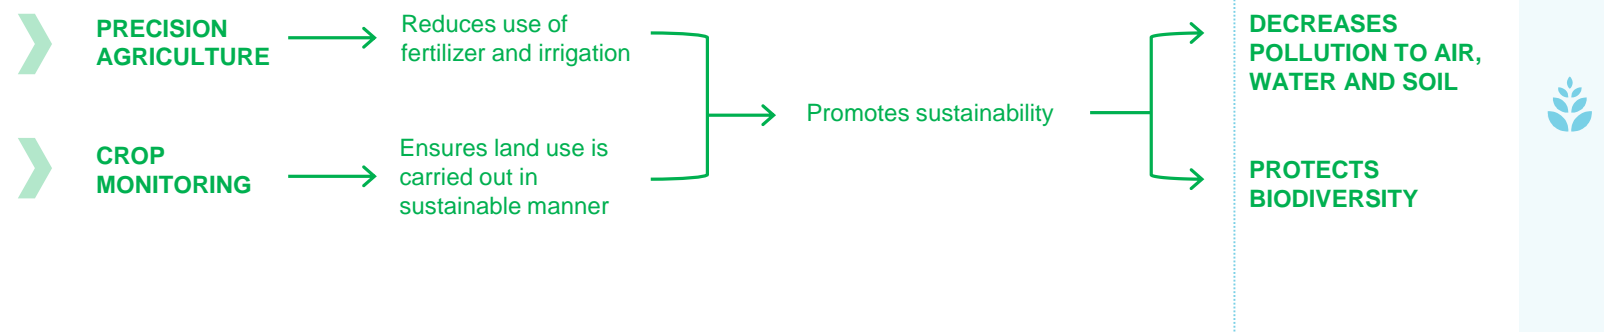 PRECISION
AGRICULTURE
Reduces use of
fertilizer and irrigation
CROP
MONITORING
Ensures land use is
carried out in
sustainable manner
Promotes sustainability
DECREASES
POLLUTION TO AIR,
WATER AND SOIL
PROTECTS
BIODIVERSITY